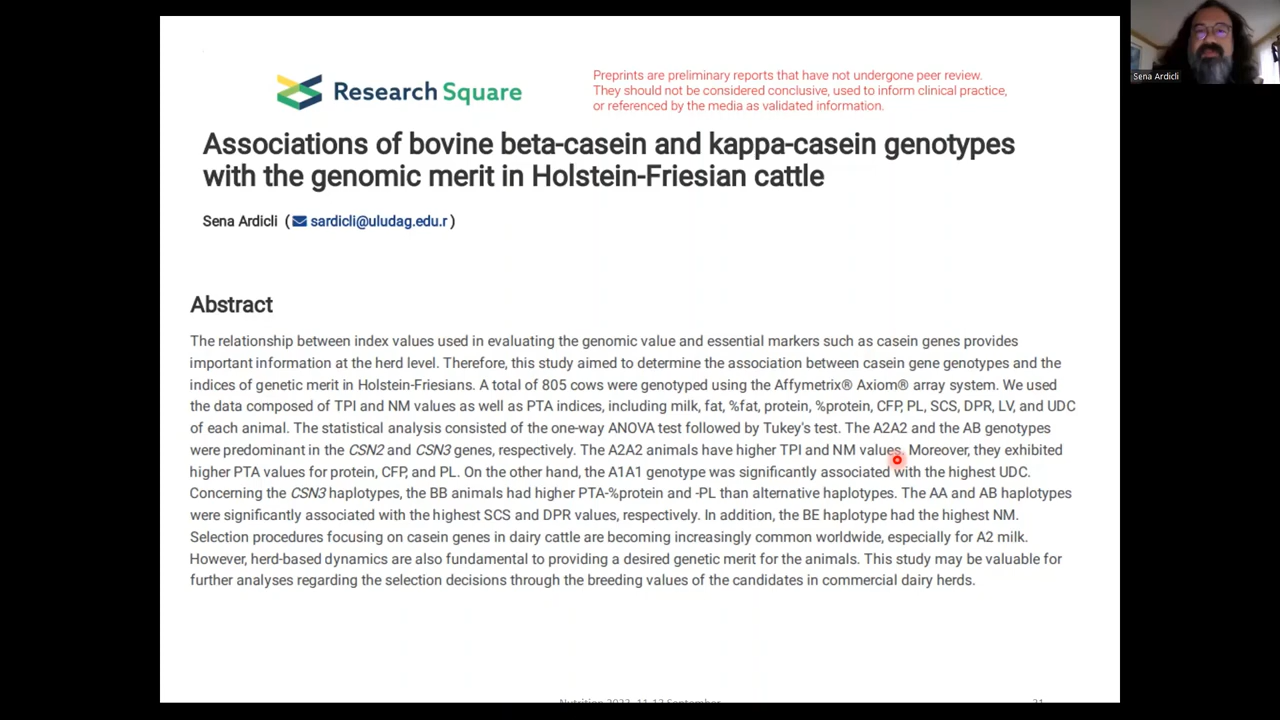 Research Square
Preprints are preliminary reports that have not undergone peer review.
They should not be considered conclusive, used to inform clinical practice,
or referenced by the media as validated information.
Sena Ardicli
Associations of bovine beta-casein and kappa-casein genotypes
with the genomic merit in Holstein-Friesian cattle
Sena Ardicli ( sardicli@uludag.edu.r )
Abstract
The relationship between index values used in evaluating the genomic value and essential markers such as casein genes provides
important information at the herd level. Therefore, this study aimed to determine the association between casein gene genotypes and the
indices of genetic merit in Holstein-Friesians. A total of 805 cows were genotyped using the Affymetrix® Axiom® array system. We used
the data composed of TPI and NM values as well as PTA indices, including milk, fat, %fat, protein, %protein, CFP, PL, SCS, DPR, LV, and UDC
of each animal. The statistical analysis consisted of the one-way ANOVA test followed by Tukey's test. The A2A2 and the AB genotypes
were predominant in the CSN2 and CSN3 genes, respectively. The A2A2 animals have higher TPI and NM values. Moreover, they exhibited
higher PTA values for protein, CFP, and PL. On the other hand, the A1A1 genotype was significantly associated with the highest UDC.
Concerning the CSN3 haplotypes, the BB animals had higher PTA-%protein and -PL than alternative haplotypes. The AA and AB haplotypes
were significantly associated with the highest SCS and DPR values, respectively. In addition, the BE haplotype had the highest NM.
Selection procedures focusing on casein genes in dairy cattle are becoming increasingly common worldwide, especially for A2 milk.
However, herd-based dynamics are also fundamental to providing a desired genetic merit for the animals. This study may be valuable for
further analyses regarding the selection decisions through the breeding values of the candidates in commercial dairy herds.